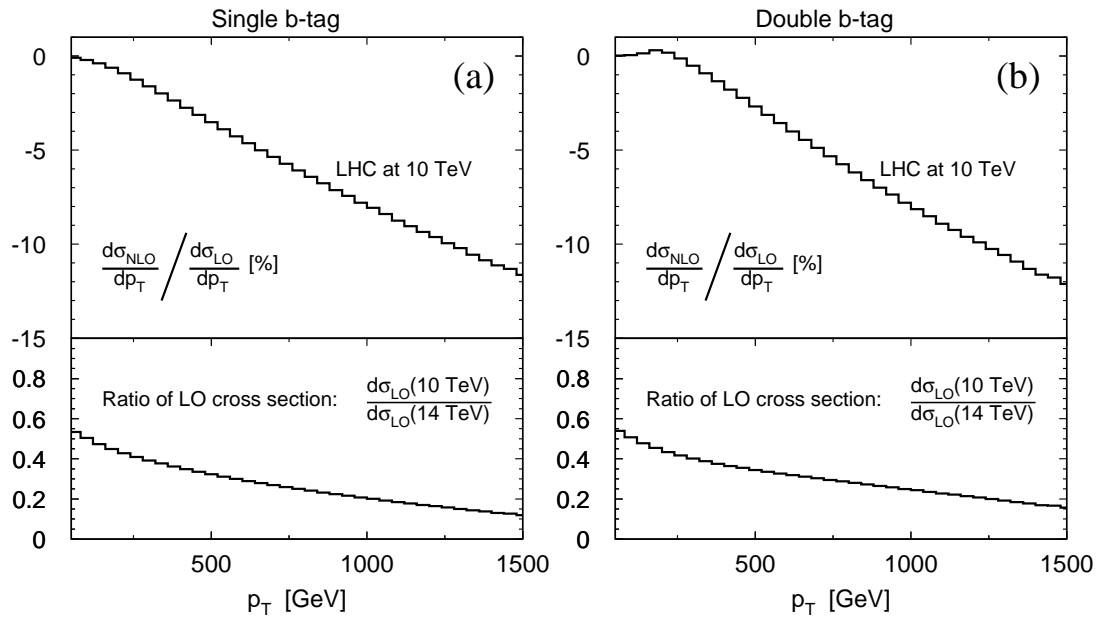 Single b-tag
Double b-tag
0
-5
-10
-15
(a)
LHC at 10 TeV
dσNLO
dpT
/
dσLO
dpT
[%]
0
-5
-10
-15
(b)
LHC at 10 TeV
dσNLO
dpT
/
dσLO
dpT
[%]
0.8
0.6
0.4
0.2
0
Ratio of LO cross section:
dσLO(10 TeV)
dσLO(14 TeV)
500
1000
1500
pT [GeV]
0.8
0.6
0.4
0.2
0
Ratio of LO cross section:
dσLO(10 TeV)
dσLO(14 TeV)
500
1000
1500
pT [GeV]